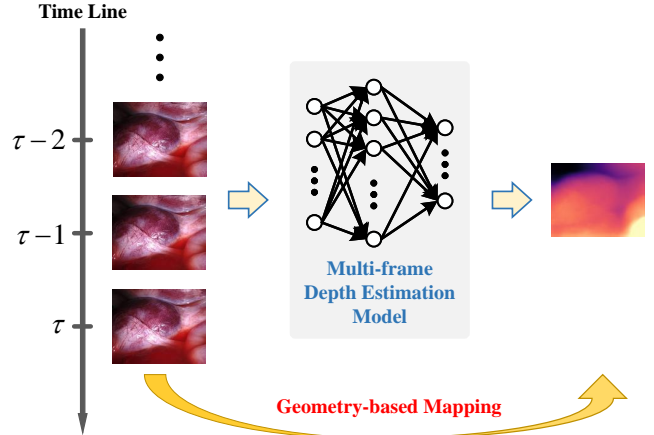 Time Line
τ−2
τ−1
τ
Multi-frame
Depth Estimation
Model
Geometry-based Mapping